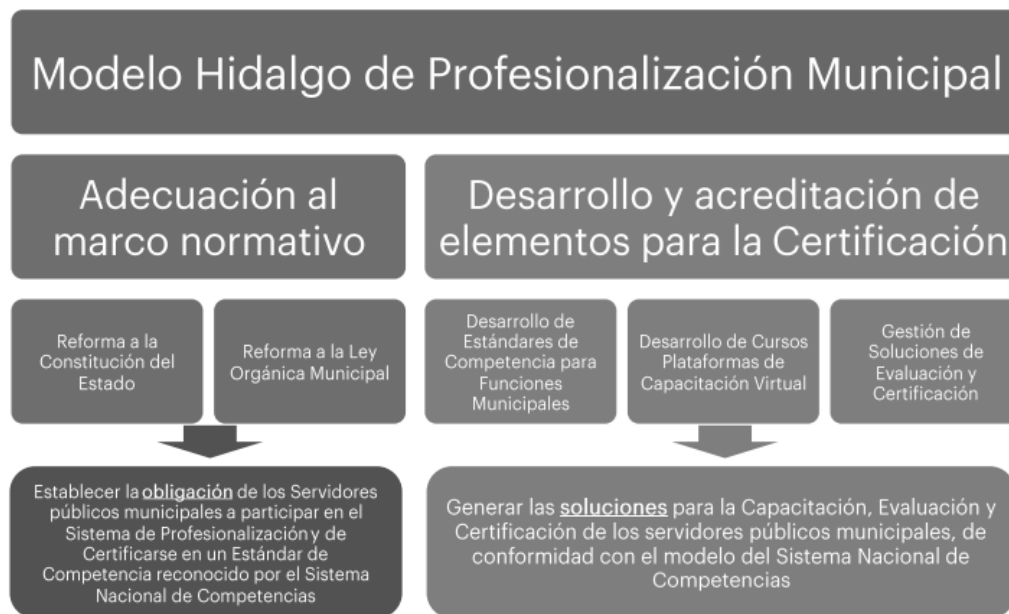 Modelo Hidalgo de Profesionalización Municipal
Adecuación al
marco normativo
Desarrollo y acreditación de
elementos para la Certificación
Reforma a la
Constitución del
Estado
Reforma a la Ley
Orgánica Municipal
Desarrollo de
Estándares de
Competencia para
Funciones
Municipales
Desarrollo de Cursos
Plataformas de
Capacitación Virtual
Gestión de
Soluciones de
Evaluación y
Certificación
Establecer la obligación de los Servidores
públicos municipales a participar en el
Sistema de Profesionalización y de
Certificarse en un Estándar de
Competencia reconocido por el Sistema
Nacional de Competencias
Generar las soluciones para la Capacitación, Evaluación y
Certificación de los servidores públicos municipales, de
conformidad con el modelo del Sistema Nacional de
Competencias